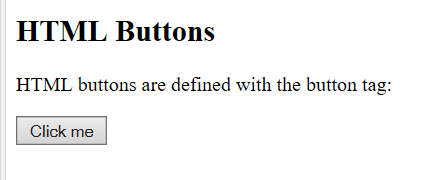 HTML Buttons
HTML buttons are defined with the button tag:
Click me